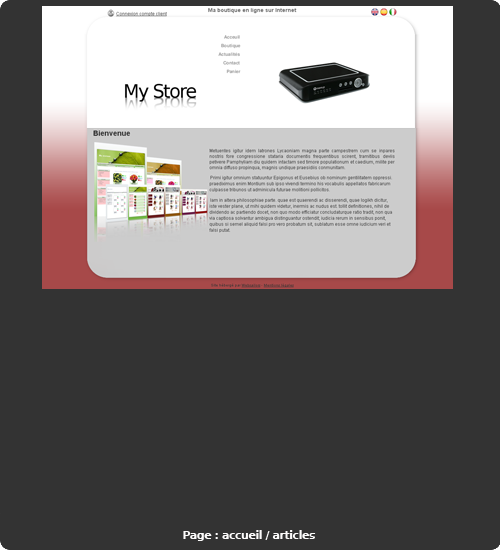 Connexion compte client
Ma boutique en ligne sur Internet
Acceuil
Boutique
Actualités
Contact
Panier
My Store
Bienvenue
Metuentes igitur idem latrones Lycaoniam magna parte campestrem cum se inpares
nostris fore congressione stataria documentis frequentibus scirent, tramitibus deviis
petivere Pamphyliam diu quidem intactam sed timore populationum et caedium, milite per
omnia diffuso propinqua, magnis undique praesidiis conmunitam.
Primi igitur omnium statuuntur Epigonus et Eusebius ob nominum gentilitatem oppressi.
praediximus enim Montium sub ipso vivendi termino his vocabulis appellatos fabricarum
culpasse tribunos ut adminicula futurae molitioni pollicitos.
Iam in altera philosophiae parte. quae est quaerendi ac disserendi, quae logikh dicitur,
iste vester plane, ut mihi quidem videtur, inermis ac nudus est. tollit definitiones, nihil de
dividendo ac partiendo docet, non quo modo efficiatur concludaturque ratio tradit, non qua
via captiosa solvantur ambigua distinguantur ostendit; iudicia rerum in sensibus ponit,
quibus si semel aliquid falsi pro vero probatum sit, sublatum esse omne iudicium veri et
falsi putat.
Page : accueil / articles